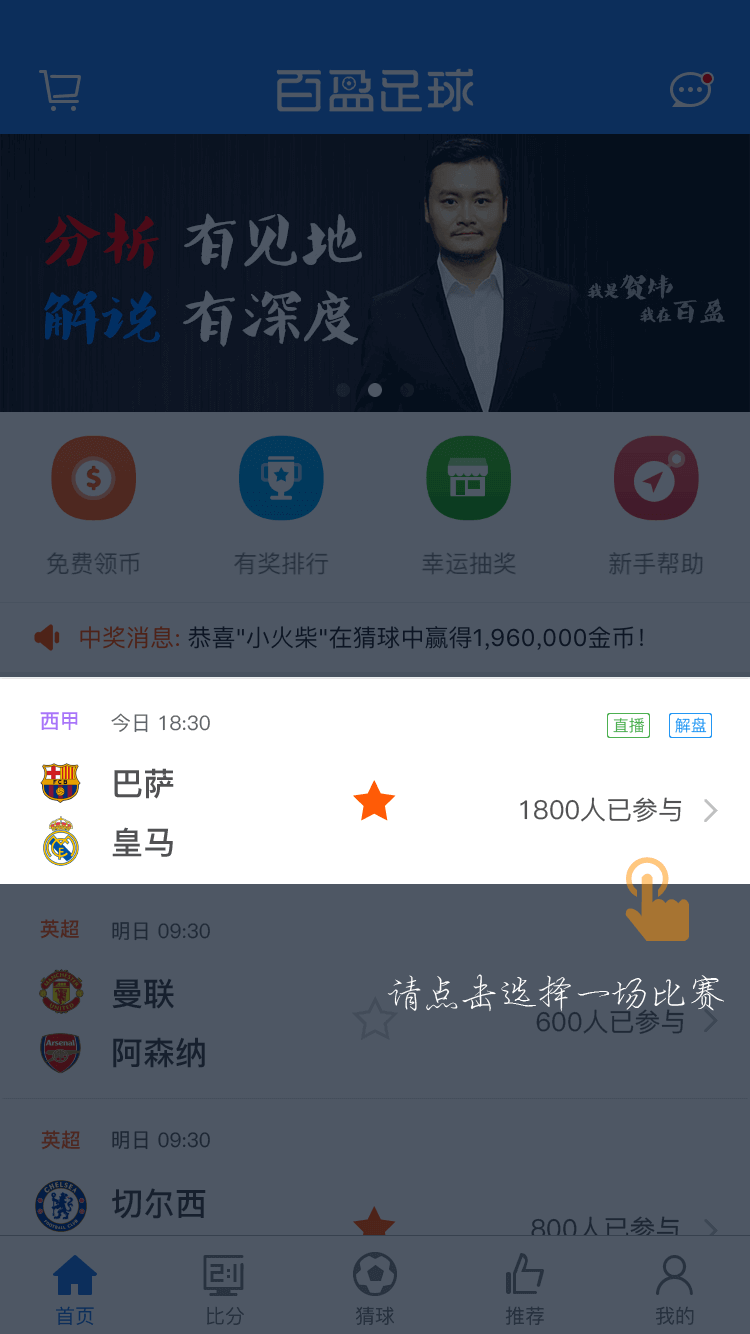 百盈足球
分析 有见地
解说 有深度
我是贺炜
我在百盈
免费领币 有奖排行 幸运抽奖 新手帮助
中奖消息: 恭喜"小火柴"在猜球中赢得1,960,000金币!
西甲 今日 18:30 直播 解盘
巴萨
1800人已参与
皇马
英超 明日 09:30
曼联
请点击选择一场比赛
600人已参与
阿森纳
英超 明日 09:30
切尔西
800人已参与
2:1
首页 比分 猜球 推荐 我的